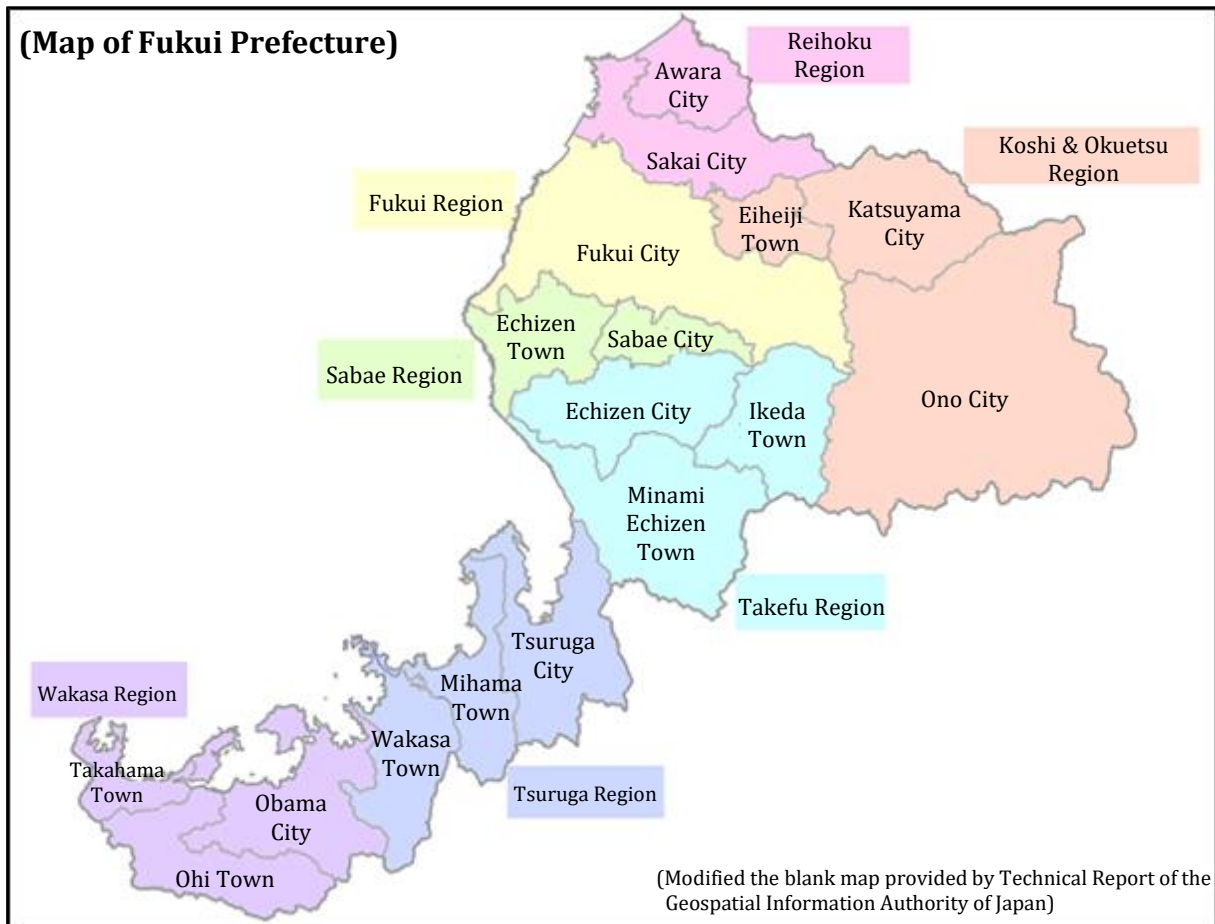 (Map of Fukui Prefecture)
Reihoku
Region
Awara
City
Sakai City
Koshi & Okuetsu
Region
Fukui Region
Eiheiji
Town
Katsuyama
City
Fukui City
Echizen
Town
Sabae City
Sabae Region
Echizen City
Ikeda
Town
Ono City
Minami
Echizen
Town
Takefu Region
Tsuruga
City
Mihama
Town
Wakasa Region
Wakasa
Town
Takahama
Town
Tsuruga Region
Obama
City
Ohi Town
(Modified the blank map provided by Technical Report of the
Geospatial Information Authority of Japan)